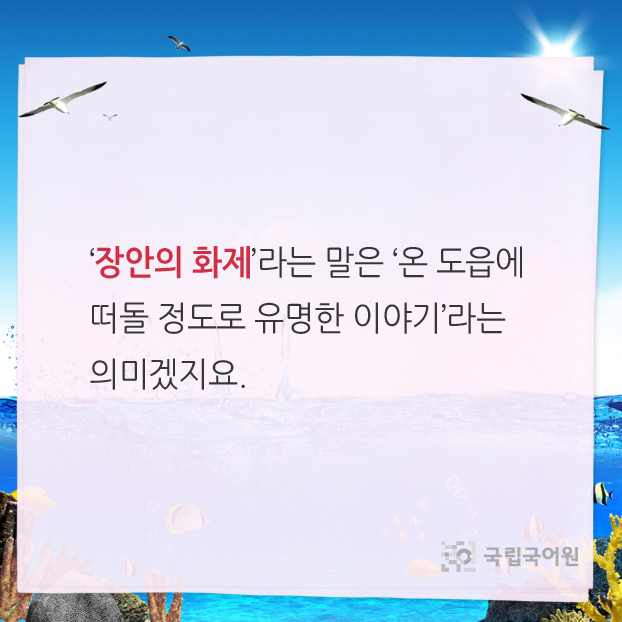 ‘장안의 화제’라는 말은 ‘온 도읍에
떠돌 정도로 유명한 이야기’라는
의미겠지요.
국립국어원